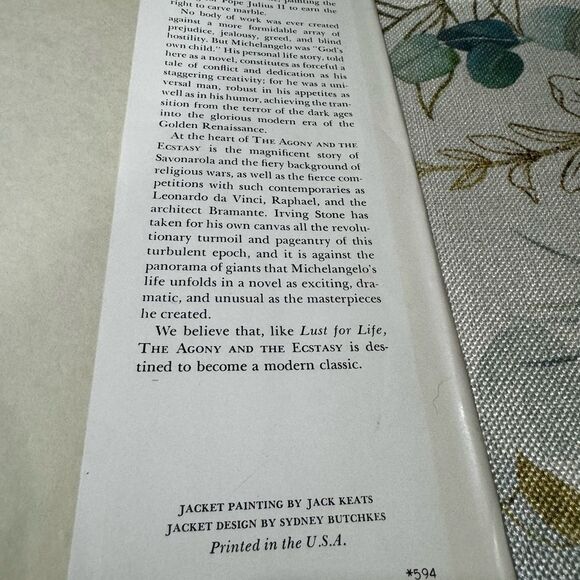 Pope Julius II to earn the
right to carve marble.
No body of work was ever created
against a more formidable array of
prejudice, jealousy, greed, and blind
hostility. But Michelangelo was "God's
own child." His personal life story, told
here as a novel, constitutes as forceful a
tale of conflict and dedication as his
staggering creativity: for he was a uni-
versal man, robust in his appetites as
well as in his humor, achieving the tran-
sition from the terror of the dark ages
into the glorious modern era of the
Golden Renaissance.
At the heart of THE AGONY AND THE
ECSTASY is the magnificent story of
Savonarola and the fiery background of
religious wars, as well as the fierce com-
petitions with such contemporaries as
Leonardo da Vinci, Raphael, and the
architect Bramante. Irving Stone has
taken for his own canvas all the revolu-
tionary turmoil and pageantry of this
turbulent epoch, and it is against the
panorama of giants that Michelangelo's
life unfolds in a novel as exciting, dra-
matic, and unusual as the masterpieces
he created.
We believe that, like Lust for Life,
THE AGONY AND THE ECSTASY is des-
tined to become a modern classic.
JACKET PAINTING BY JACK KEATS
JACKET DESIGN BY SYDNEY BUTCHKES
Printed in the U.S.A.
*594